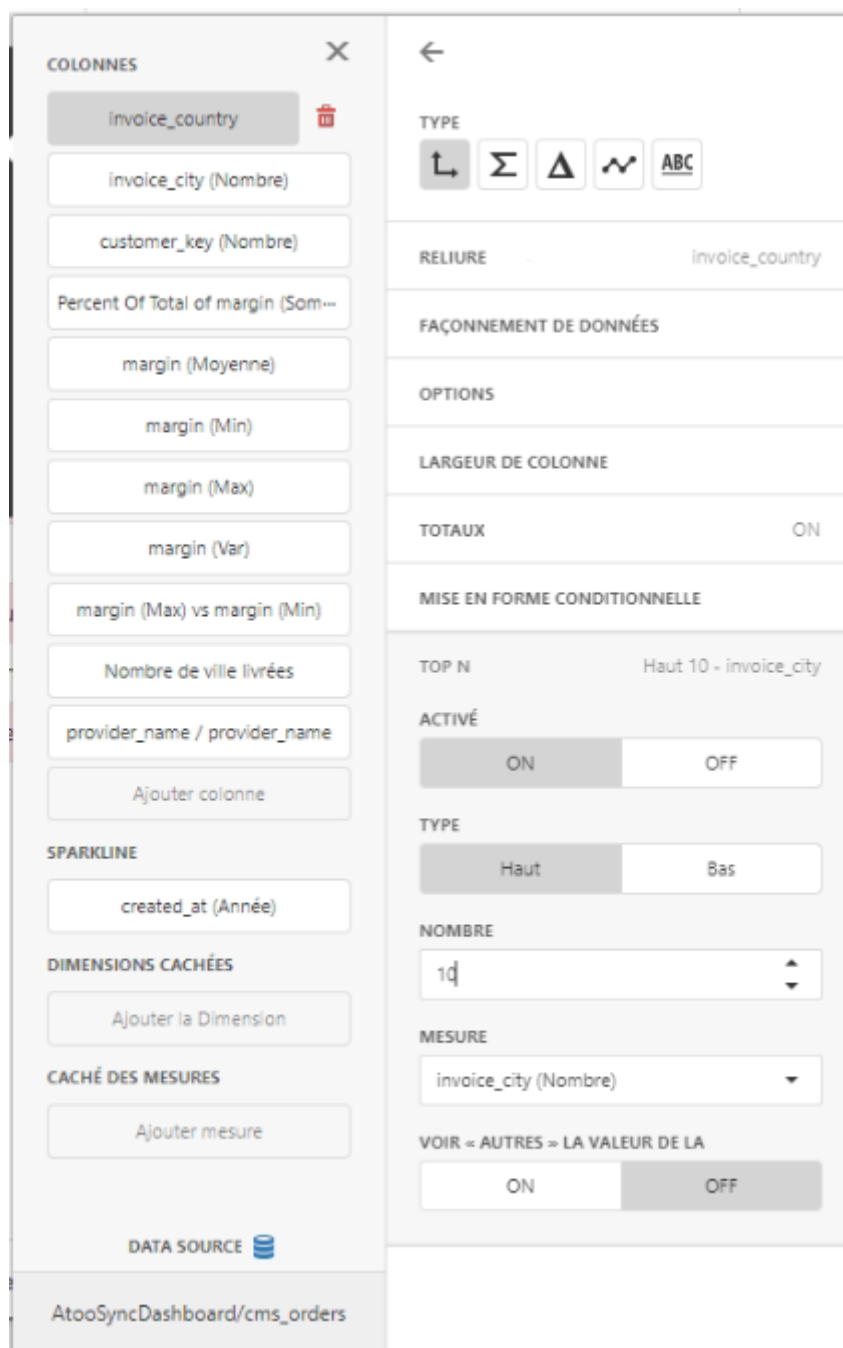 COLONNES
invoice_country
invoice_city (Nombre)
customer_key (Nombre)
Percent Of Total of margin (Som...
margin (Moyenne)
margin (Min)
margin (Max)
margin (Var)
margin (Max) vs margin (Min)
Nombre de ville livrées
provider_name / provider_name
Ajouter colonne
SPARKLINE
created_at (Année)
DIMENSIONS CACHÉES
Ajouter la Dimension
CACHÉ DES MESURES
Ajouter mesure
DATA SOURCE
AtooSyncDashboard/cms_orders
TYPE
ABC
RELIURE invoice_country
FAÇONNEMENT DE DONNÉES
OPTIONS
LARGEUR DE COLONNE
TOTAUX ON
MISE EN FORME CONDITIONNELLE
TOP N Haut 10 - invoice_city
ACTIVÉ
ON OFF
TYPE
Haut Bas
NOMBRE
10
MESURE
invoice_city (Nombre)
VOIR « AUTRES » LA VALEUR DE LA
ON OFF